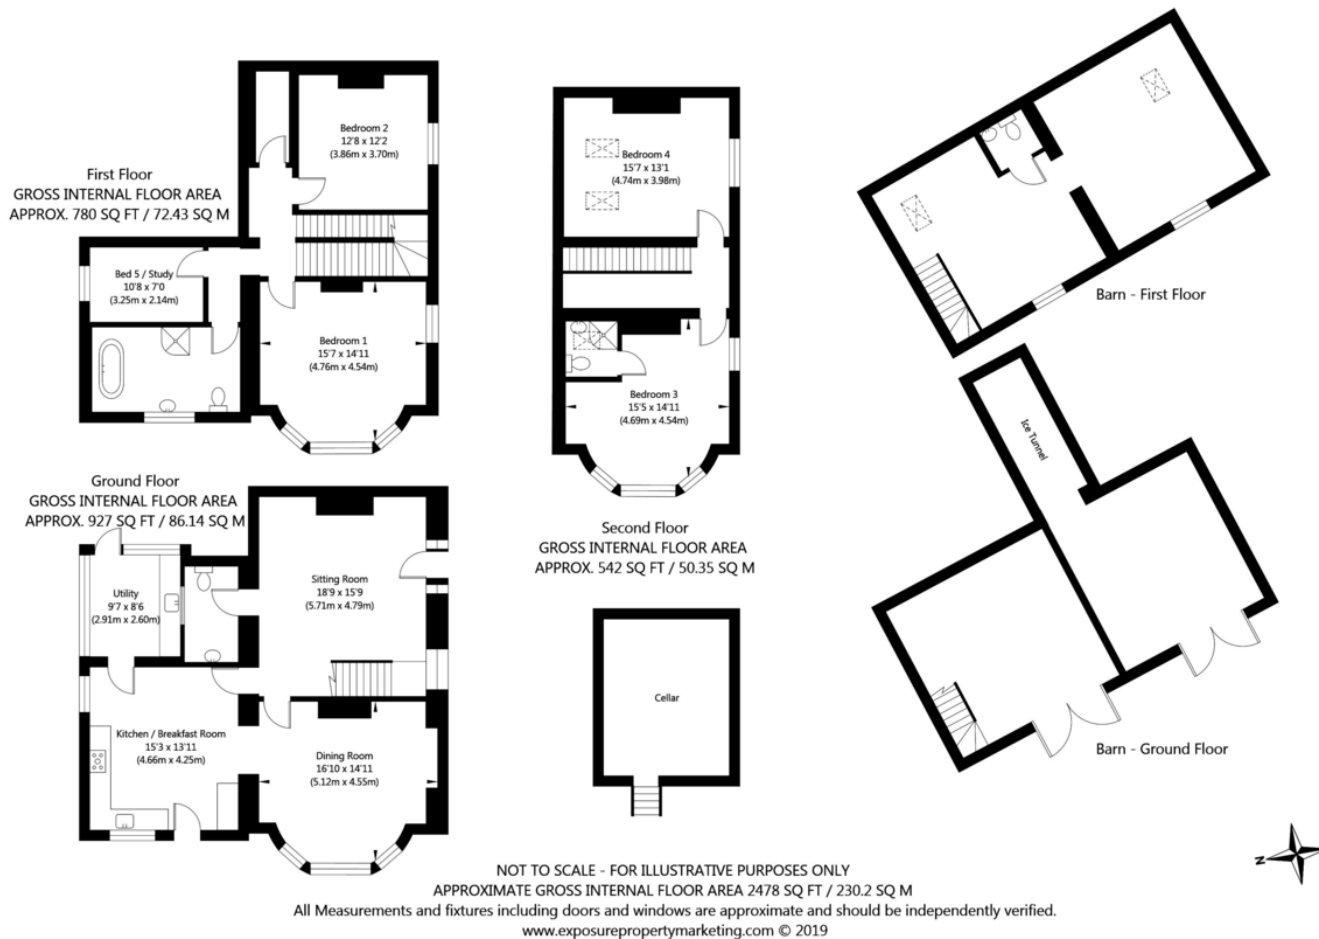 First Floor
GROSS INTERNAL FLOOR AREA
APPROX. 780 SQ FT / 72.43 SQ M
Bedroom 2
12'8 x 12'2
(3.86m x 3.70m)
Bed 5 / Study
10'8 x 7'0
(3.25m x 2.14m)
Bedroom 1
15'7 x 14'11
(4.76m x 4.54m)
Bedroom 4
15'7 x 13'1
(4.74m x 3.98m)
Bedroom 3
15'5 x 14'11
(4.69m x 4.54m)
Second Floor
GROSS INTERNAL FLOOR AREA
APPROX. 542 SQ FT / 50.35 SQ M
Barn - First Floor
Ground Floor
GROSS INTERNAL FLOOR AREA
APPROX. 927 SQ FT / 86.14 SQ M
Sitting Room
18'9 x 15'9
(5.71m x 4.79m)
Utility
9'7 x 8'6
(2.91m x 2.60m)
Kitchen / Breakfast Room
15'3 x 13'11
(4.66m x 4.25m)
Dining Room
16'10 x 14'11
(5.12m x 4.55m)
Cellar
Ice Tunnel
Barn - Ground Floor
N
NOT TO SCALE - FOR ILLUSTRATIVE PURPOSES ONLY
APPROXIMATE GROSS INTERNAL FLOOR AREA 2478 SQ FT / 230.2 SQ M
All Measurements and fixtures including doors and windows are approximate and should be independently verified.
www.exposurepropertymarketing.com © 2019